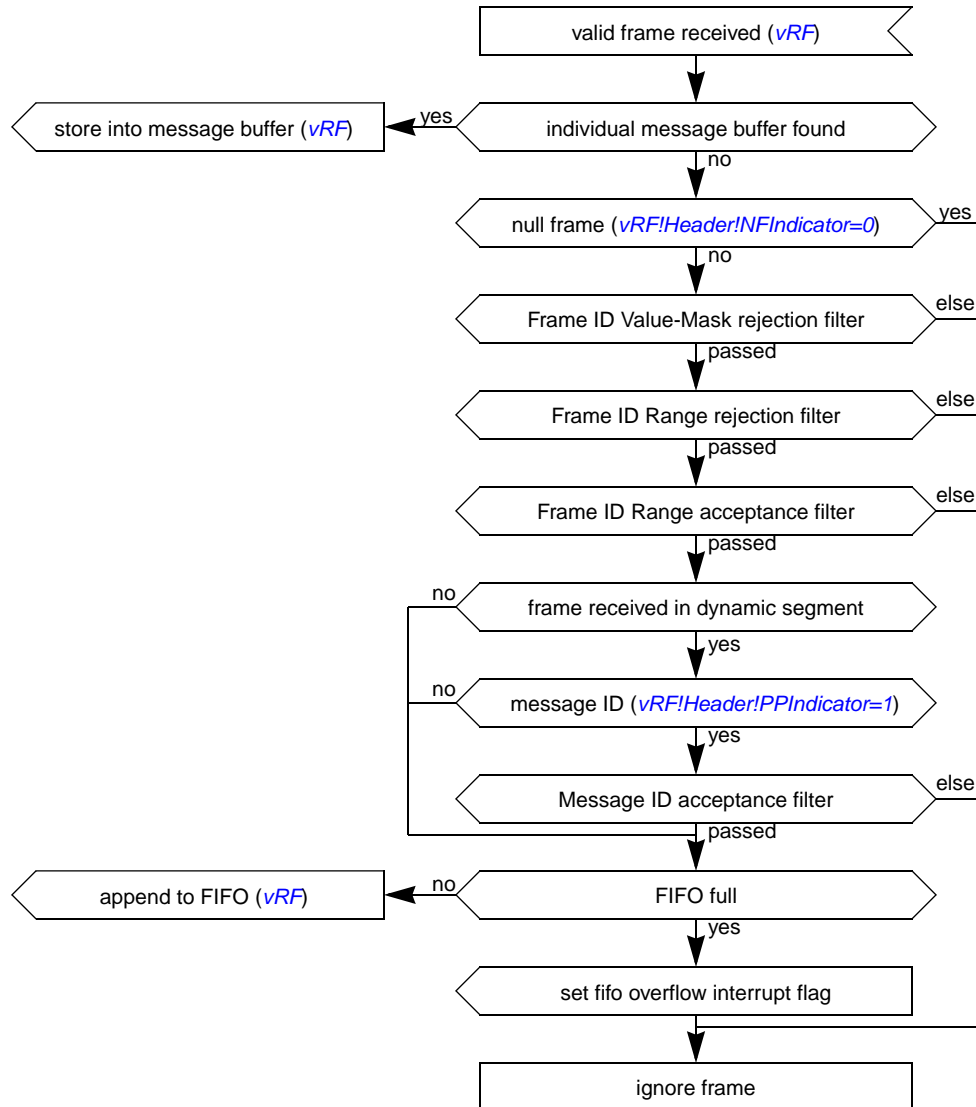 valid frame received (vRF)
yes
store into message buffer (vRF)
individual message buffer found
no
null frame (vRF!Header!NFIndicator=0)
yes
no
Frame ID Value-Mask rejection filter
else
passed
Frame ID Range rejection filter
else
passed
Frame ID Range acceptance filter
else
passed
no
frame received in dynamic segment
yes
no
message ID (vRF!Header!PPIndicator=1)
yes
Message ID acceptance filter
else
passed
append to FIFO (vRF)
no
FIFO full
yes
set fifo overflow interrupt flag
ignore frame